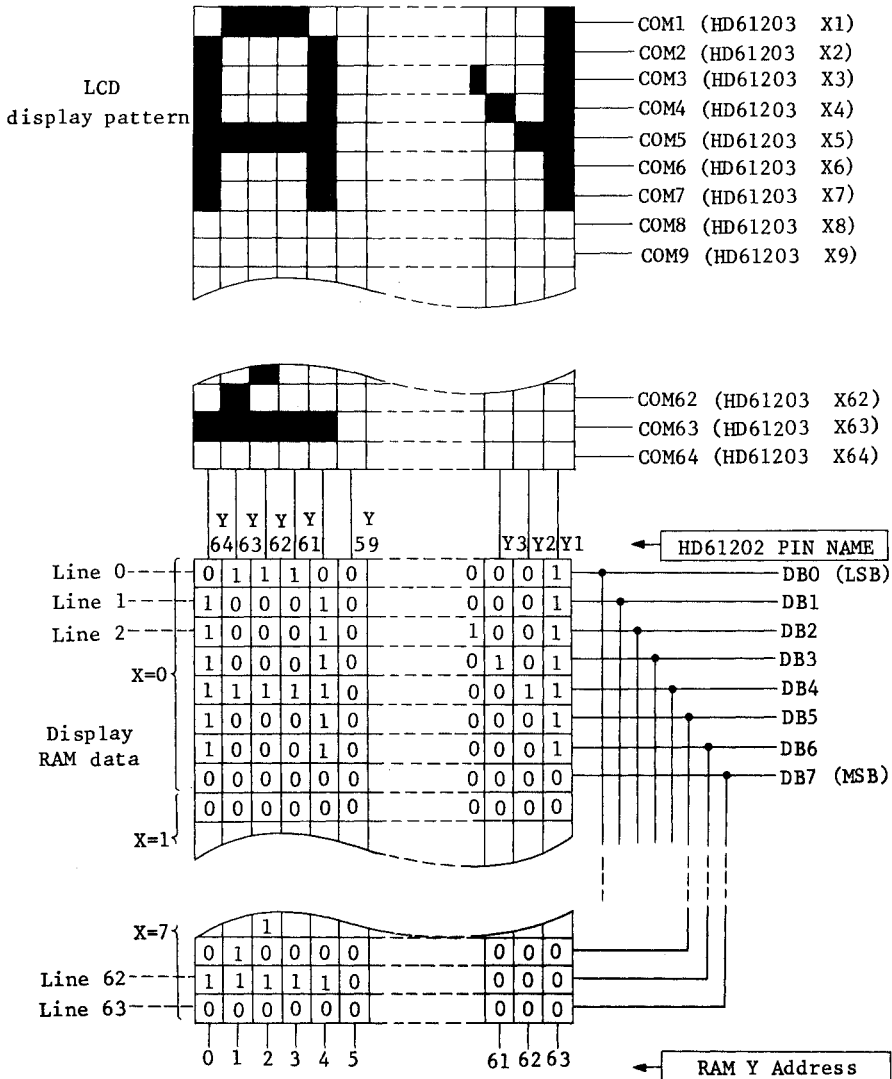 COM1 (HD61203 X1)
COM2 (HD61203 X2)
LCD
COM3 (HD61203 X3)
display pattern
COM4 (HD61203 X4)
COM5 (HD61203 X5)
COM6 (HD61203 X6)
COM7 (HD61203 X7)
COM8 (HD61203 X8)
COM9 (HD61203 X9)
COM62 (HD61203 X62)
COM63 (HD61203 X63)
COM64 (HD61203 X64)
Y Y Y Y Y
64 63 62 61 59 Y3 Y2 Y1
HD61202 PIN NAME
Line 0 0 1 1 1 0 0 0 0 0 1 DB0 (LSB)
Line 1 1 0 0 0 1 0 0 0 0 1 DB1
Line 2 1 0 0 0 1 0 1 0 0 1 DB2
1 0 0 0 1 0 0 1 0 1 DB3
X=0
1 1 1 1 1 0 0 0 1 1 DB4
1 0 0 0 1 0 0 0 0 1 DB5
Display
RAM data
1 0 0 0 1 0 0 0 0 1 DB6
0 0 0 0 0 0 0 0 0 0 DB7 (MSB)
0 0 0 0 0 0 0 0 0 0
X=1
X=7 1
0 1 0 0 0 0 0 0 0
Line 62 1 1 1 1 1 0 0 0 0
Line 63 0 0 0 0 0 0 0 0 0
0 1 2 3 4 5 61 62 63
RAM Y Address